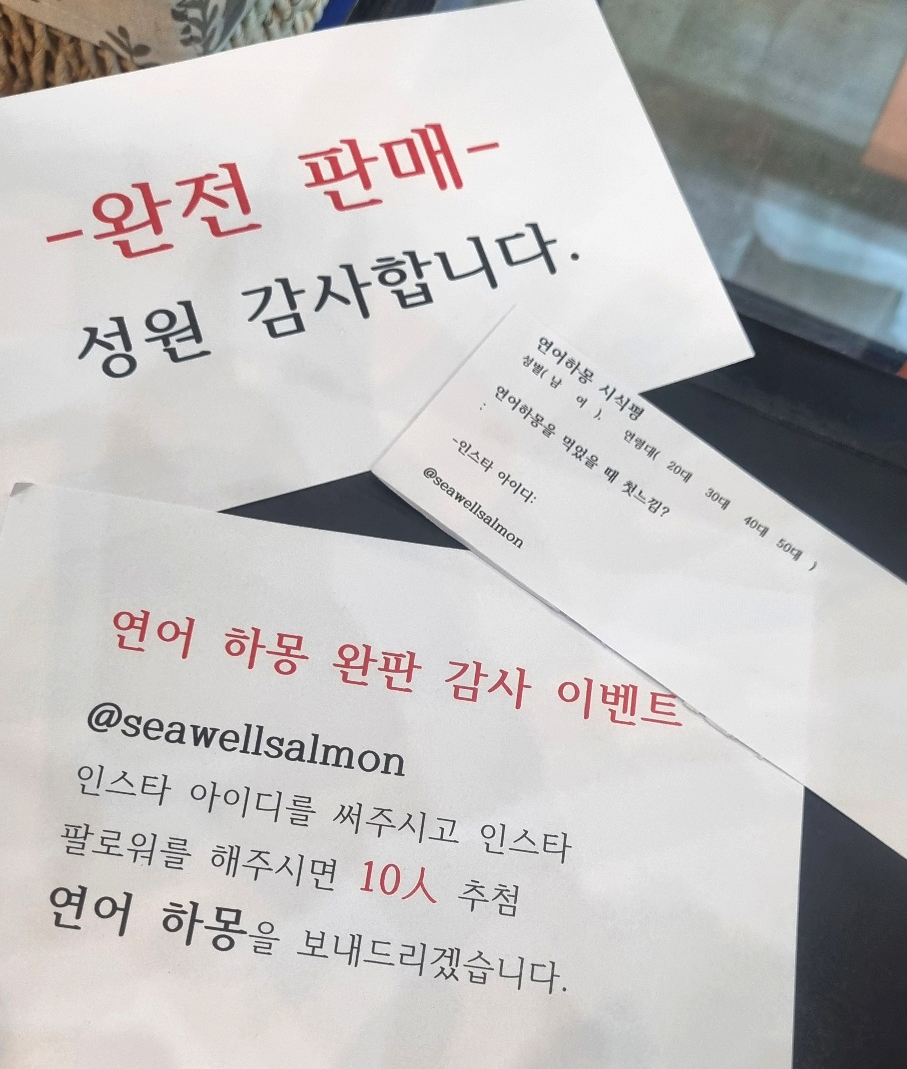 -완전 판매-
성원 감사합니다.
연어하몽 시식평
성별( 남 여 ). 연령대( 20대 30대 40대 50대 )
연어하몽을 먹었을 때 첫느낌?
:
-인스타 아이디:
@seawellsalmon
연어 하몽 완판 감사 이벤트
@seawellsalmon
인스타 아이디를 써주시고 인스타
팔로워를 해주시면 10人 추첨
연어 하몽을 보내드리겠습니다.